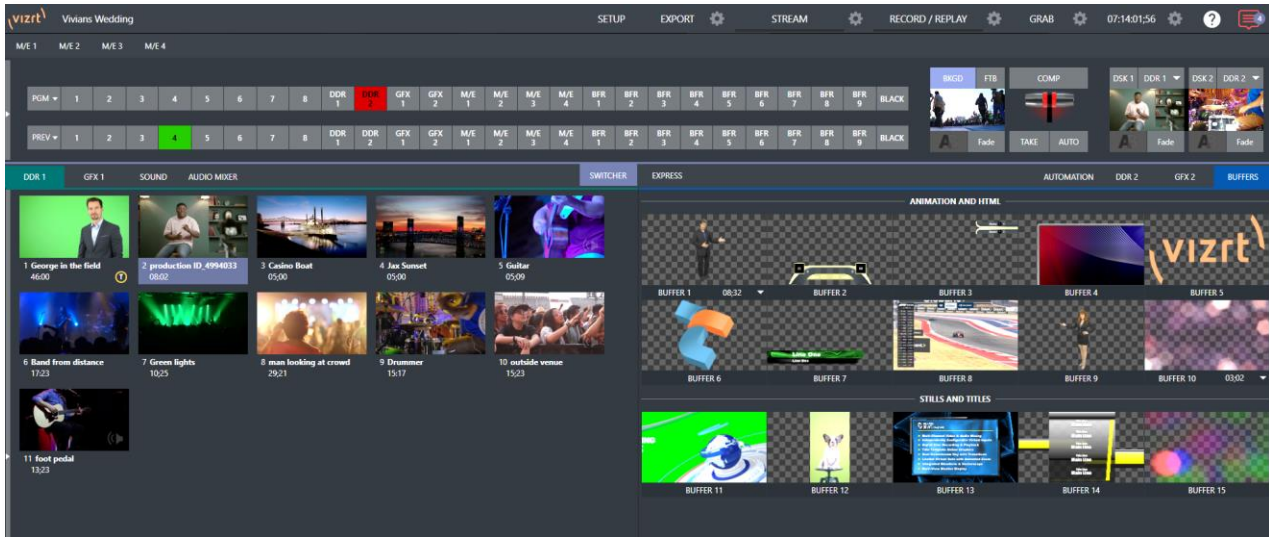 vizrt Vivians Wedding SETUP EXPORT STREAM RECORD / REPLAY GRAB 07:14:01;56 ?
M/E 1 M/E 2 M/E 3 M/E 4
BKGD FTB COMP DSK 1 DDR 1 DSK 2 DDR 2
PGM 1 2 3 4 5 6 7 8 DDR 1 DDR 2 GFX 1 GFX 2 M/E 1 M/E 2 M/E 3 M/E 4 BFR 1 BFR 2 BFR 3 BFR 4 BFR 5 BFR 6 BFR 7 BFR 8 BFR 9 BLACK
PREV 1 2 3 4 5 6 7 8 DDR 1 DDR 2 GFX 1 GFX 2 M/E 1 M/E 2 M/E 3 M/E 4 BFR 1 BFR 2 BFR 3 BFR 4 BFR 5 BFR 6 BFR 7 BFR 8 BFR 9 BLACK
A Fade TAKE AUTO A Fade A Fade
DDR 1 GFX 1 SOUND AUDIO MIXER SWITCHER EXPRESS AUTOMATION DDR 2 GFX 2 BUFFERS
ANIMATION AND HTML
vizrt
1 George in the field 2 production ID_4994033 3 Casino Boat 4 Jax Sunset 5 Guitar
46:00 08:02 05;00 05;00 05;09
BUFFER 1 08;32 BUFFER 2 BUFFER 3 BUFFER 4 BUFFER 5
Line One
6 Band from distance 7 Green lights 8 man looking at crowd 9 Drummer 10 outside venue
17;23 10;25 29;21 15:17 15;23
BUFFER 6 BUFFER 7 BUFFER 8 BUFFER 9 BUFFER 10 03;02
STILLS AND TITLES
11 foot pedal
13;23
BUFFER 11 BUFFER 12 BUFFER 13 BUFFER 14 BUFFER 15